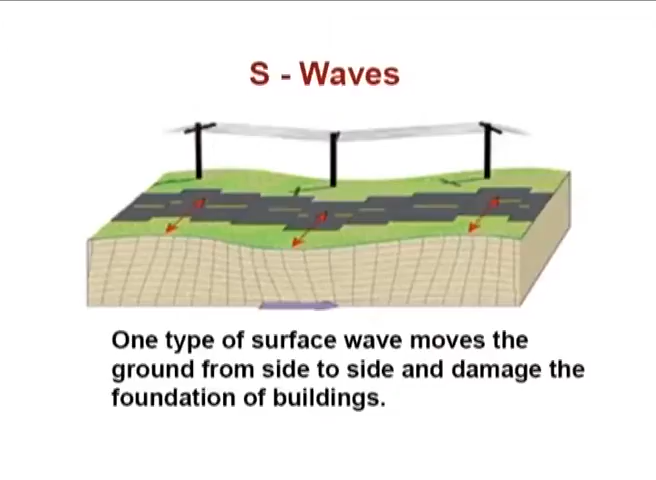 S - Waves
One type of surface wave moves the
ground from side to side and damage the
foundation of buildings.